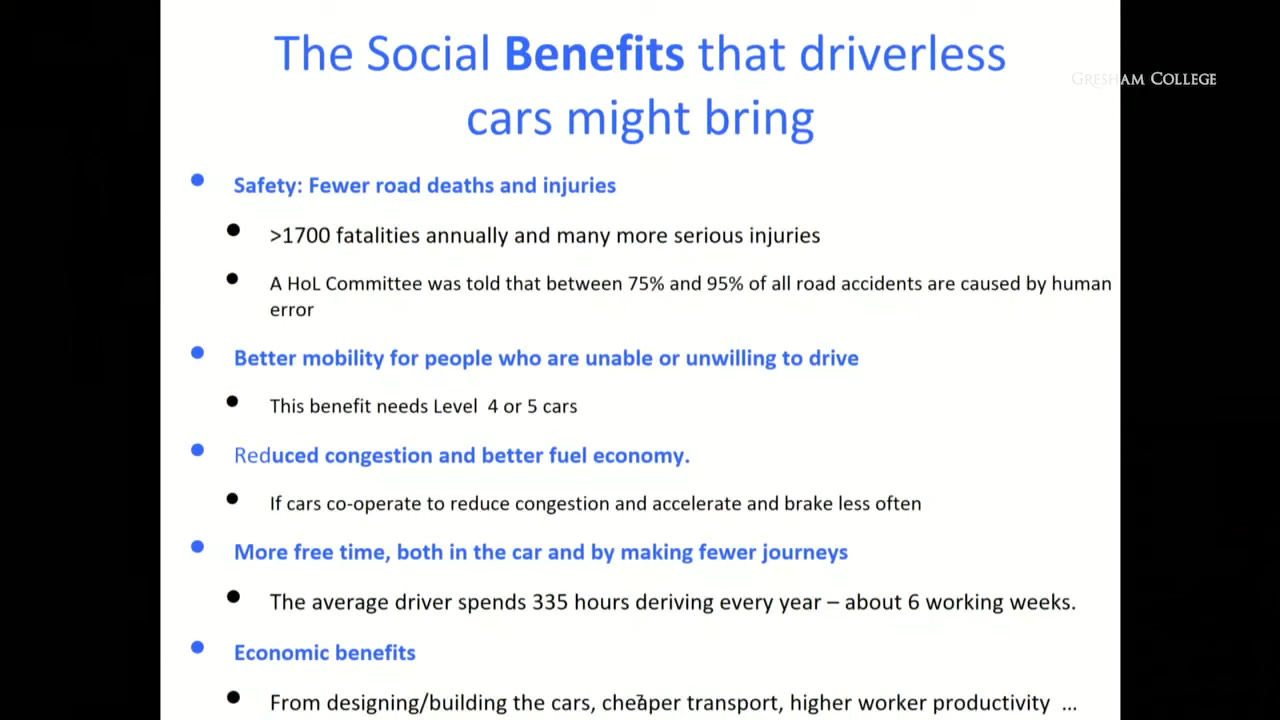 The Social Benefits that driverless
cars might bring
GRESHAM COLLEGE
• Safety: Fewer road deaths and injuries
• >1700 fatalities annually and many more serious injuries
• A HoL Committee was told that between 75% and 95% of all road accidents are caused by human
error
• Better mobility for people who are unable or unwilling to drive
• This benefit needs Level 4 or 5 cars
• Reduced congestion and better fuel economy.
• If cars co-operate to reduce congestion and accelerate and brake less often
• More free time, both in the car and by making fewer journeys
• The average driver spends 335 hours deriving every year – about 6 working weeks.
• Economic benefits
• From designing/building the cars, cheaper transport, higher worker productivity ...